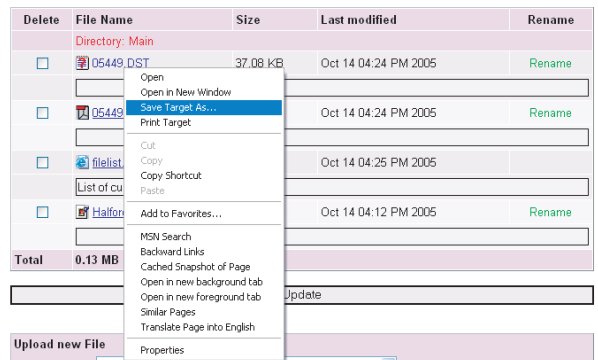 Delete File Name Size Last modified Rename
Directory: Main
05449.DST 37.08 KB Oct 14 04:24 PM 2005 Rename
Open
Open in New Window
Save Target As...
05449 Oct 14 04:24 PM 2005 Rename
Print Target
Cut
filelist. Oct 14 04:25 PM 2005
Copy
Copy Shortcut
List of cu
Paste
Halfor Oct 14 04:12 PM 2005 Rename
Add to Favorites...
MSN Search
Backward Links
Total 0.13 MB
Cached Snapshot of Page
Open in new background tab
Open in new foreground tab
Update
Similar Pages
Translate Page into English
Upload new File
Properties